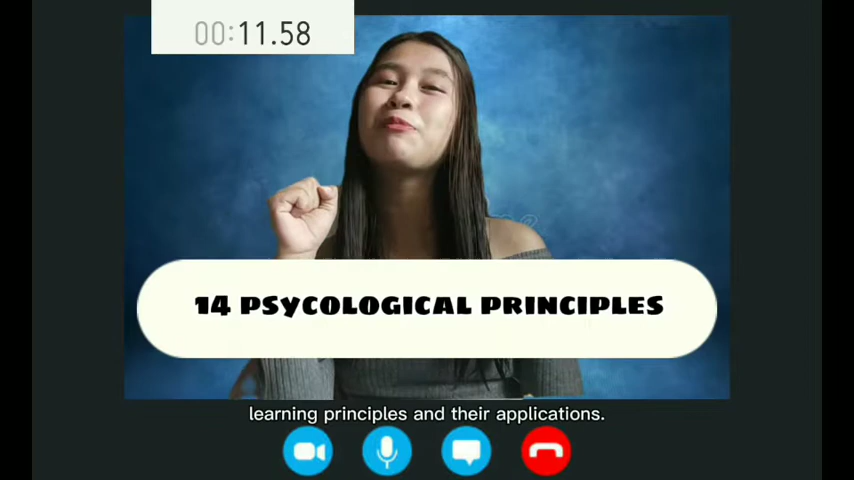 00:11.58
14 PSYCOLOGICAL PRINCIPLES
learning principles and their applications.